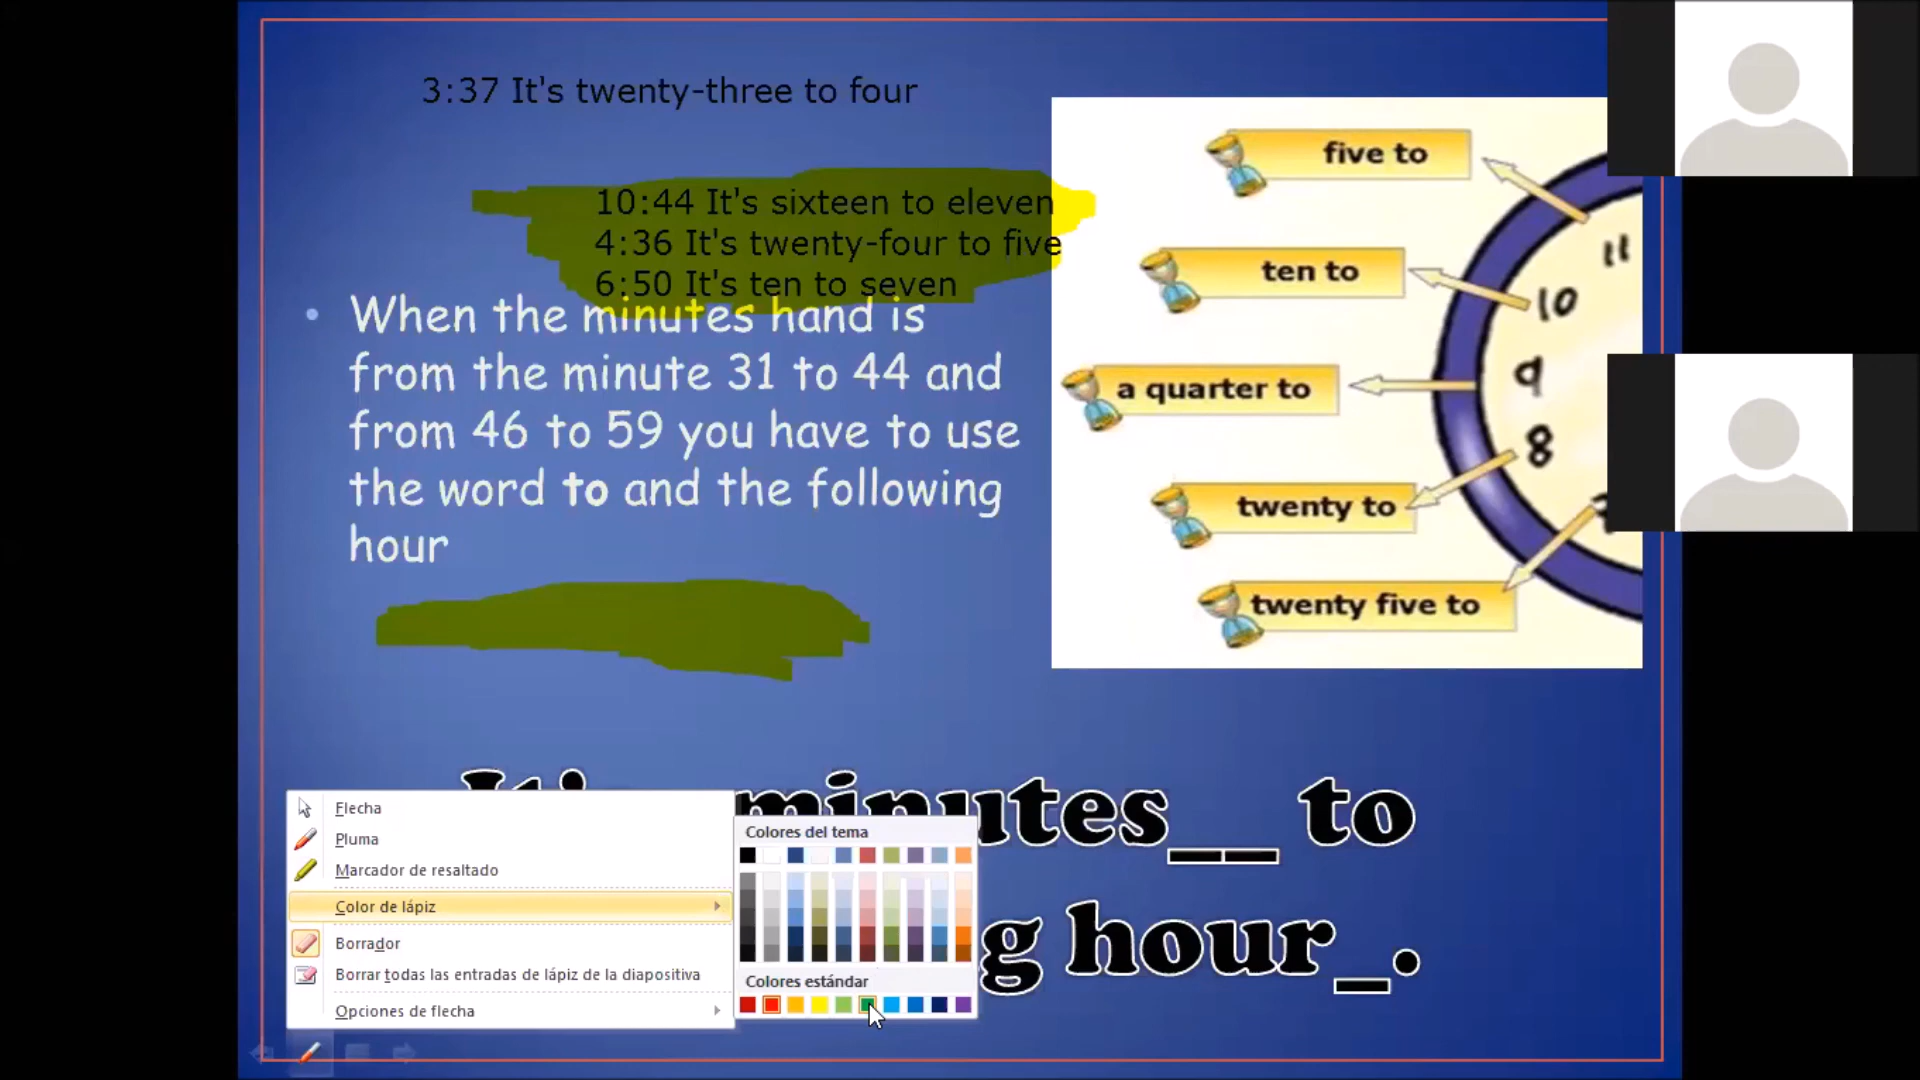 3:37 It's twenty-three to four
10:44 It's sixteen to eleven
4:36 It's twenty-four to five
6:50 It's ten to seven
• When the minutes hand is
from the minute 31 to 44 and
from 46 to 59 you have to use
the word to and the following
hour
five to
ten to
a quarter to
twenty to
twenty five to
11
10
9
8
minutes__ to
g hour_.
Flecha
Pluma
Marcador de resaltado
Color de lápiz
Borrador
Borrar todas las entradas de lápiz de la diapositiva
Opciones de flecha
Colores del tema
Colores estándar